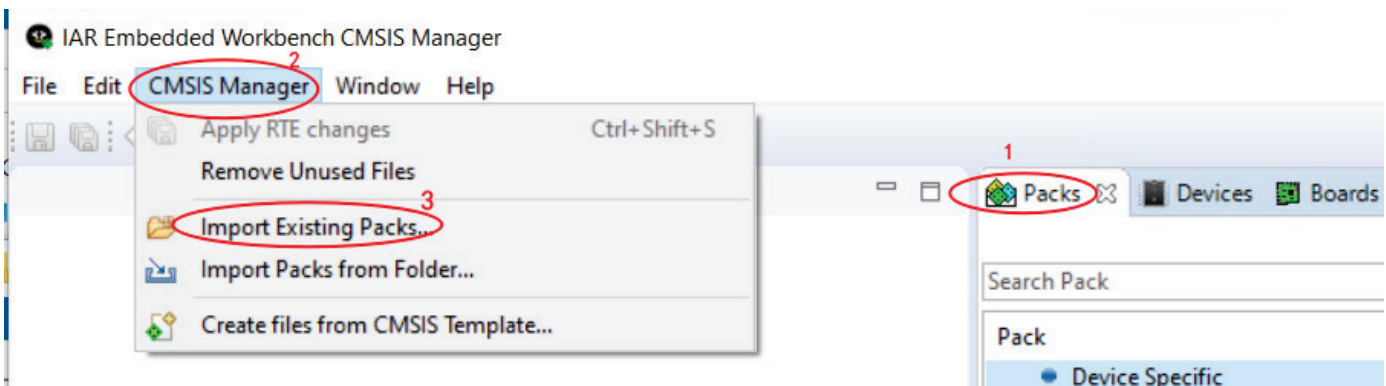 IAR Embedded Workbench CMSIS Manager
2
File Edit CMSIS Manager Window Help
Apply RTE changes Ctrl+Shift+S
Remove Unused Files
3
Import Existing Packs...
Import Packs from Folder...
Create files from CMSIS Template...
1
Packs Devices Boards
Search Pack
Pack
Device Specific